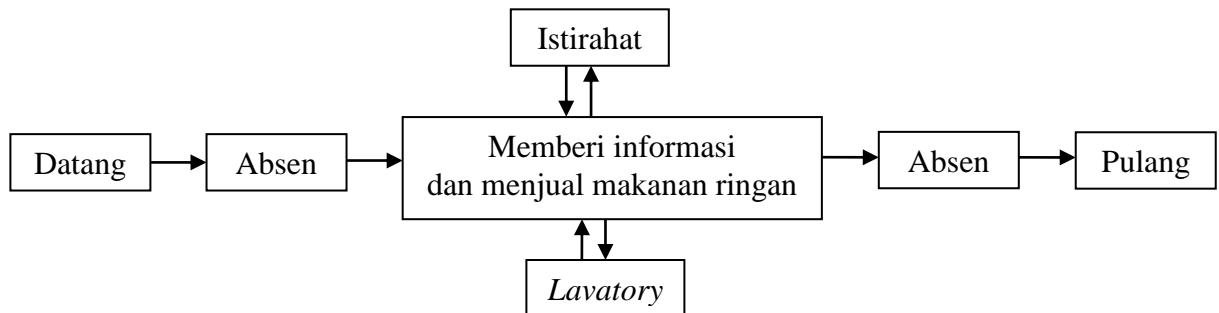 Istirahat
Datang
Absen
Memberi informasi
dan menjual makanan ringan
Absen
Pulang
Lavatory